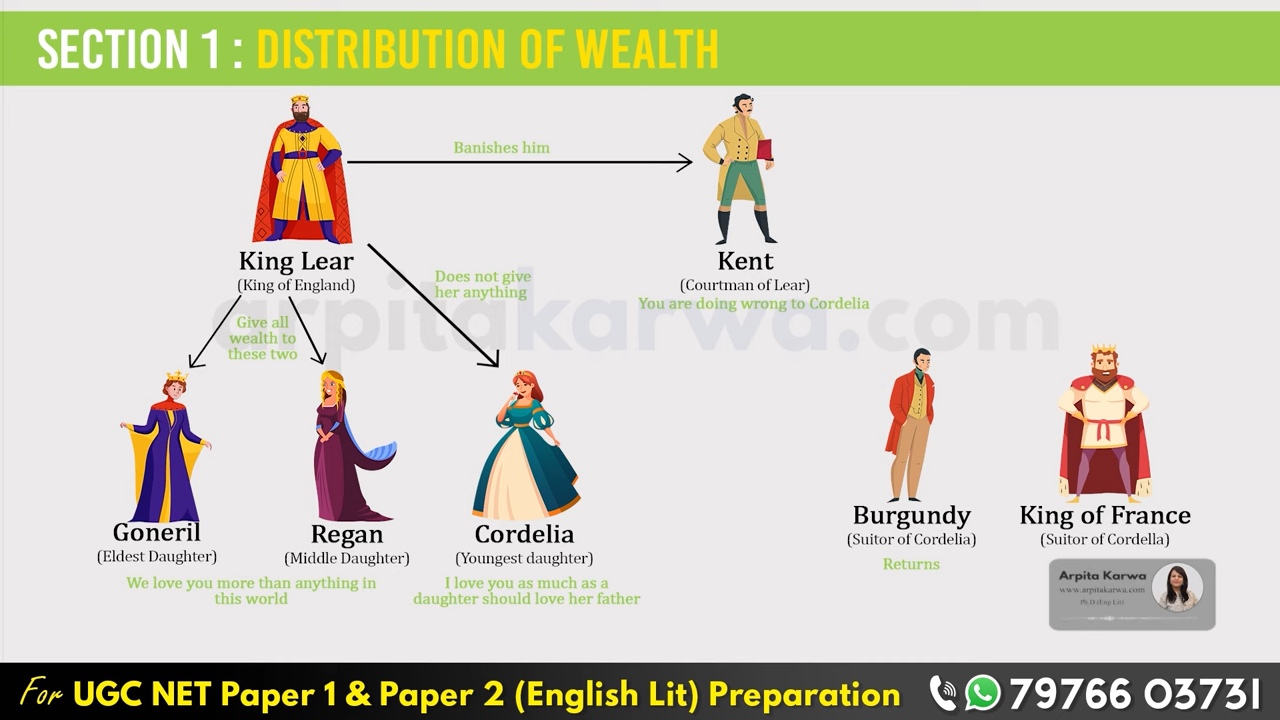 SECTION 1 : DISTRIBUTION OF WEALTH
Banishes him
King Lear
(King of England)
Kent
(Courtman of Lear)
You are doing wrong to Cordelia
Does not give
her anything
Give all
wealth to
these two
arpitakarwa.com
Goneril
(Eldest Daughter)
Regan
(Middle Daughter)
We love you more than anything in
this world
Cordelia
(Youngest daughter)
I love you as much as a
daughter should love her father
Burgundy
(Suitor of Cordelia)
Returns
King of France
(Suitor of Cordella)
Arpita Karwa
www.arpitakarwa.com
Ph.D (Eng Lit)
For UGC NET Paper 1 & Paper 2 (English Lit) Preparation
79766 03731